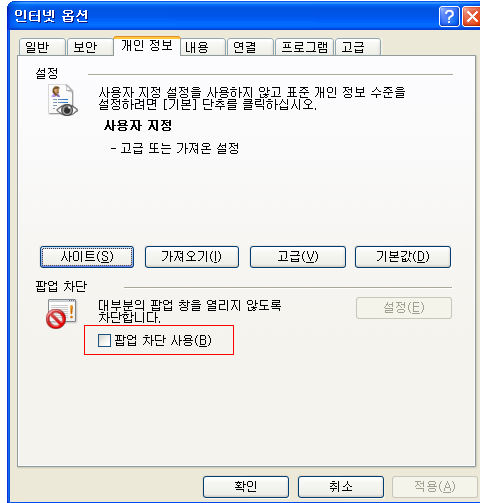 인터넷 옵션
일반 보안 개인 정보 내용 연결 프로그램 고급
설정
사용자 지정 설정을 사용하지 않고 표준 개인 정보 수준을
설정하려면 [기본] 단추를 클릭하십시오.
사용자 지정
- 고급 또는 가져온 설정
사이트(S) 가져오기(I) 고급(V) 기본값(D)
팝업 차단
대부분의 팝업 창을 열리지 않도록
차단합니다.
설정(E)
팝업 차단 사용(B)
확인 취소 적용(A)